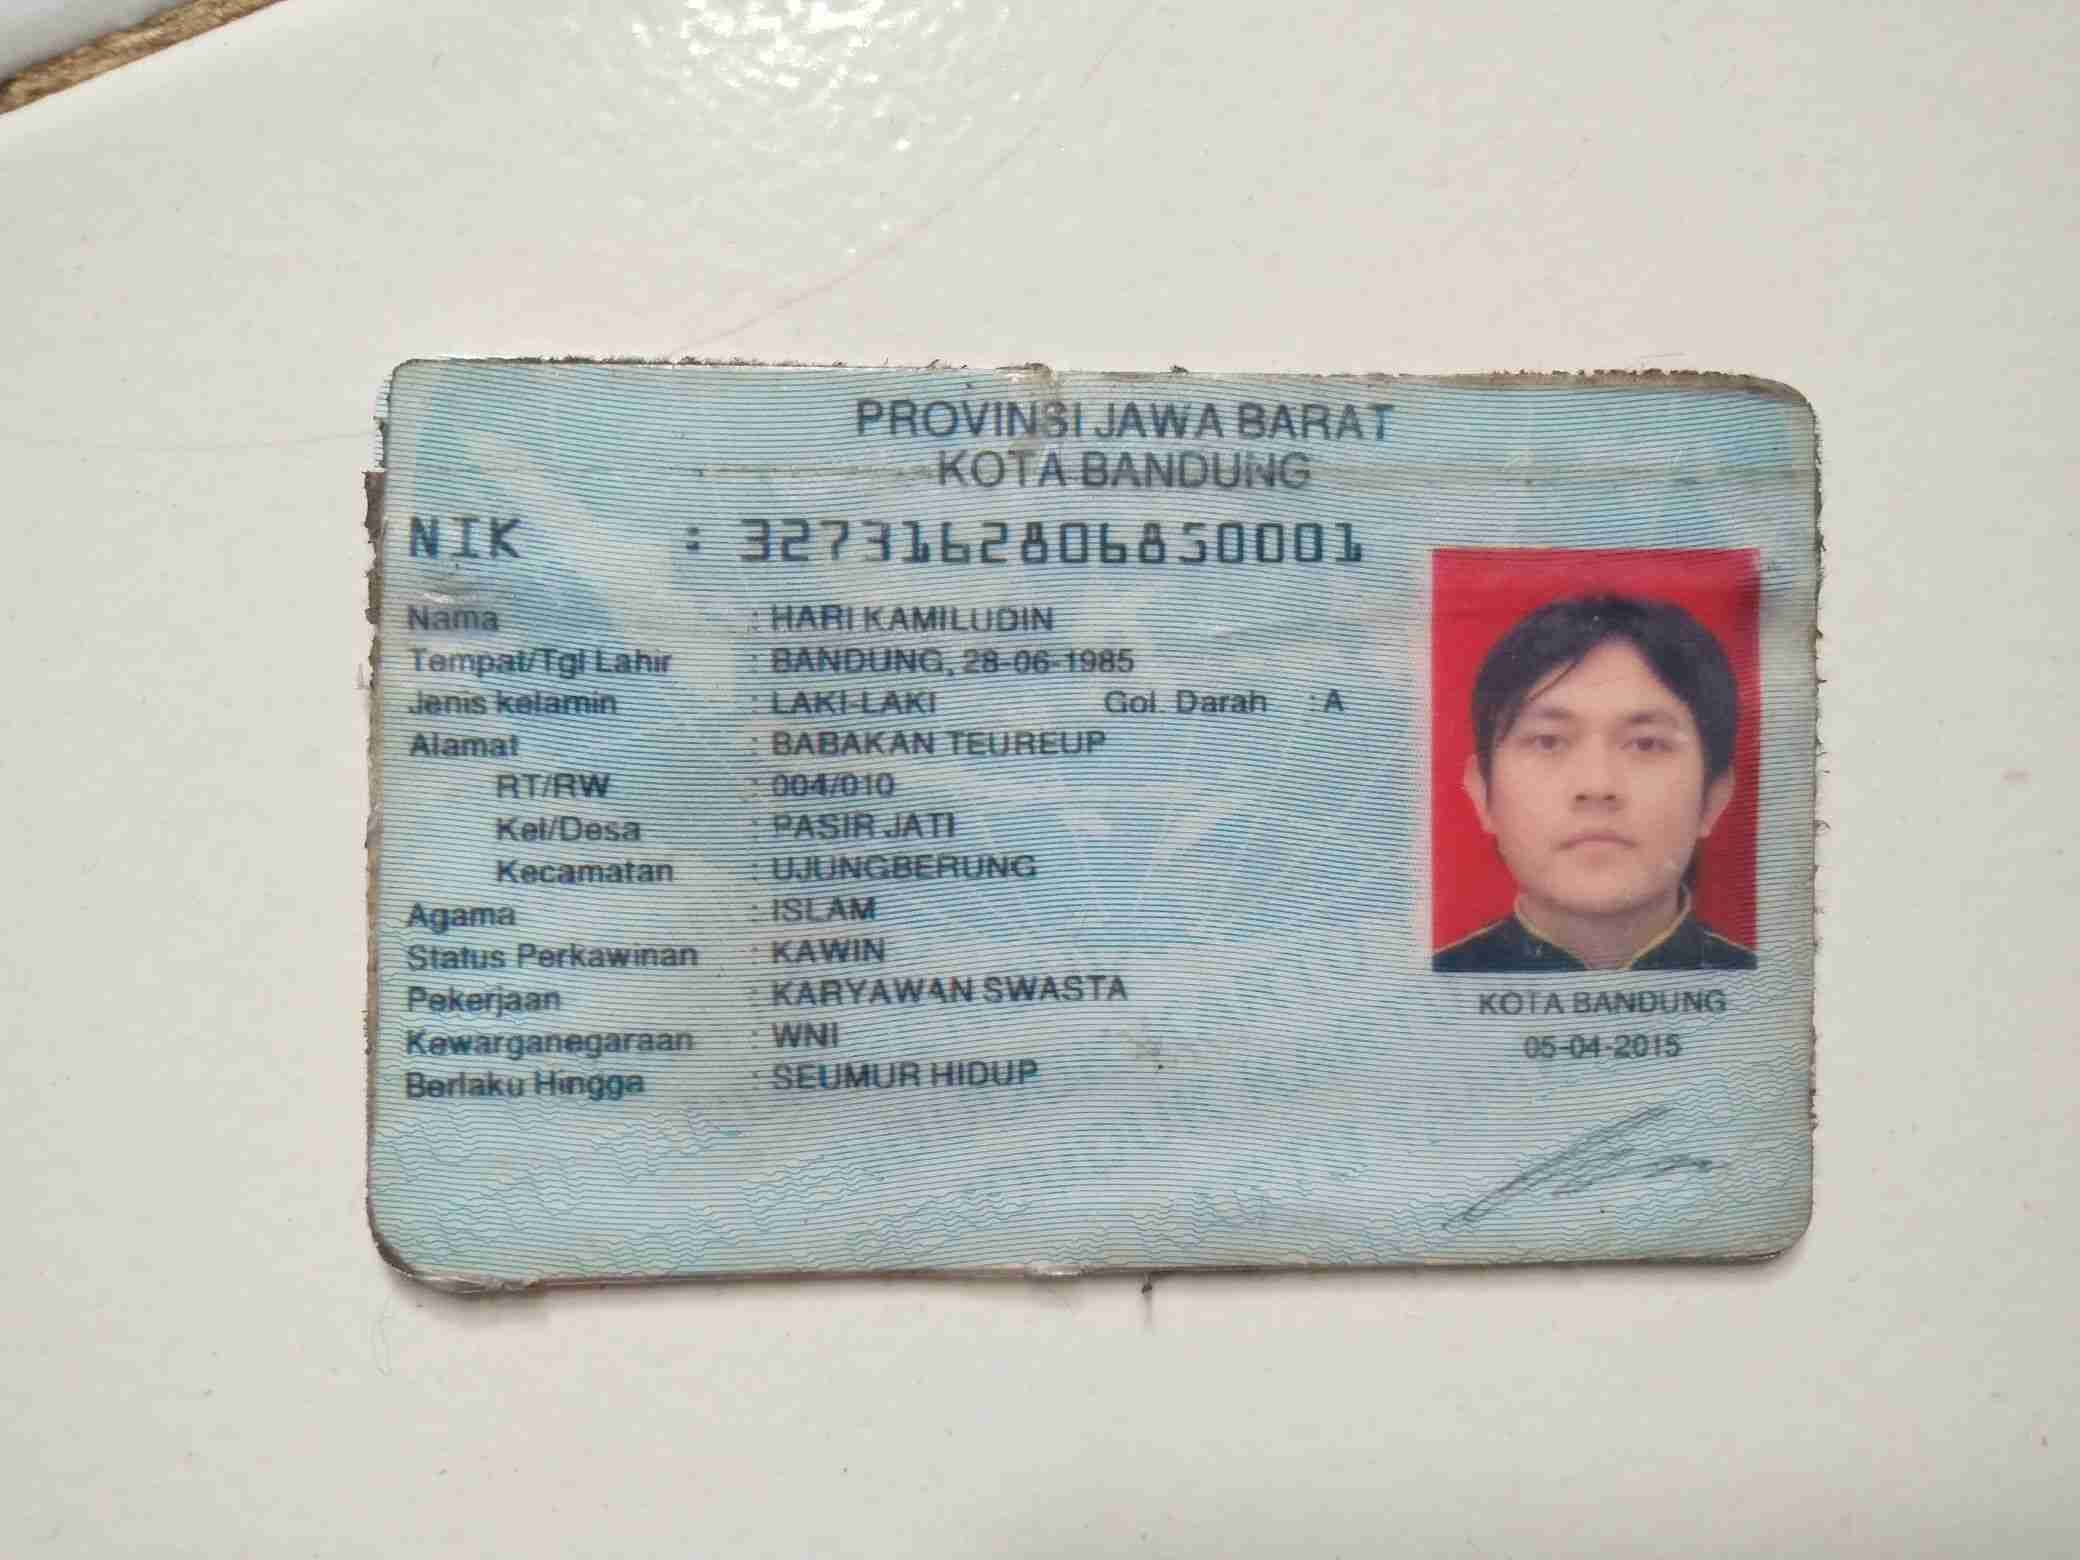 PROVINSI JAWA BARAT
KOTA BANDUNG
NIK : 3273162806850001
Nama : HARI KAMILUDIN
Tempat/Tgl Lahir : BANDUNG, 28-06-1985
Jenis kelamin : LAKI-LAKI Gol. Darah : A
Alamat : BABAKAN TEUREUP
RT/RW : 004/010
Kel/Desa : PASIR JATI
Kecamatan : UJUNGBERUNG
Agama : ISLAM
Status Perkawinan : KAWIN
Pekerjaan : KARYAWAN SWASTA
Kewarganegaraan : WNI
Berlaku Hingga : SEUMUR HIDUP
KOTA BANDUNG
05-04-2015